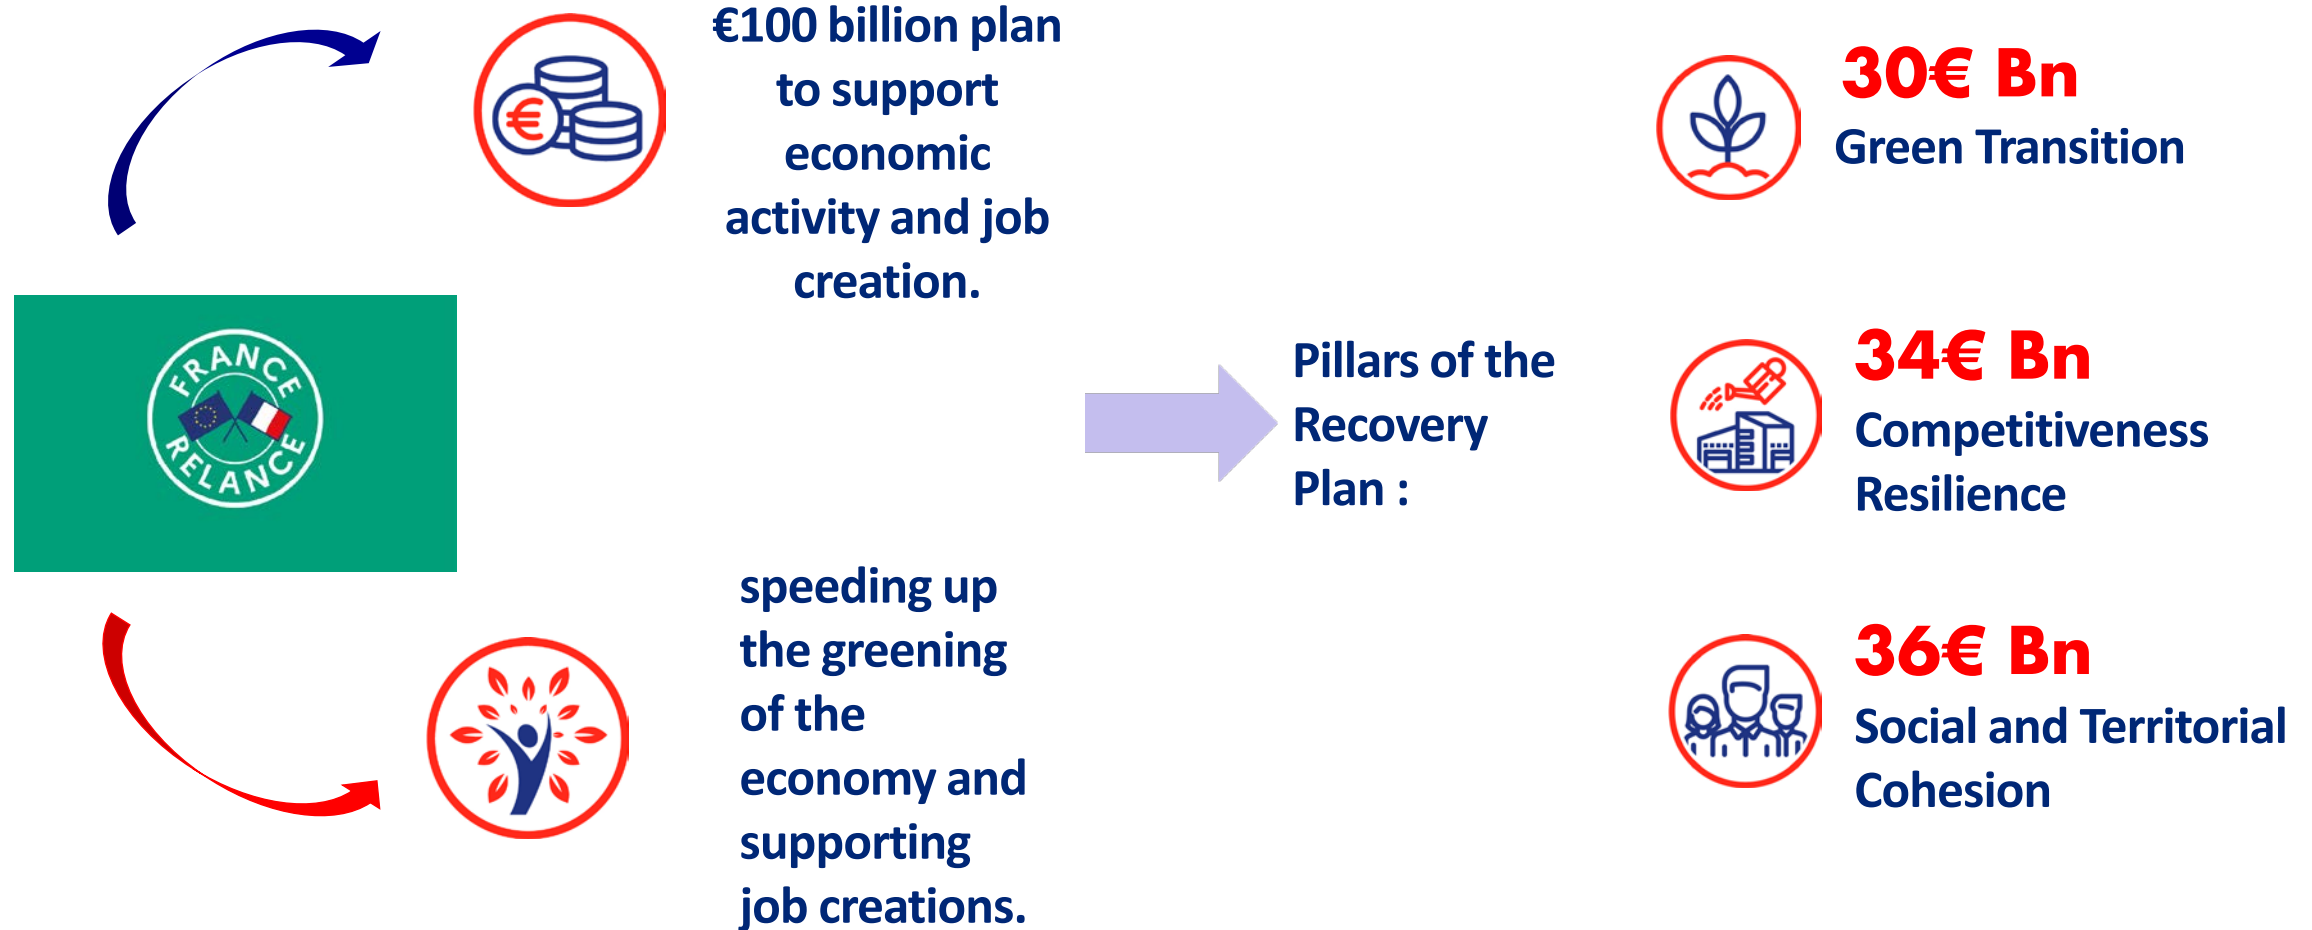 €100 billion plan
to support
economic
activity and job
creation.
FRANCE
RELANCE
speeding up
the greening
of the
economy and
supporting
job creations.
Pillars of the
Recovery
Plan :
30€ Bn
Green Transition
34€ Bn
Competitiveness
Resilience
36€ Bn
Social and Territorial
Cohesion